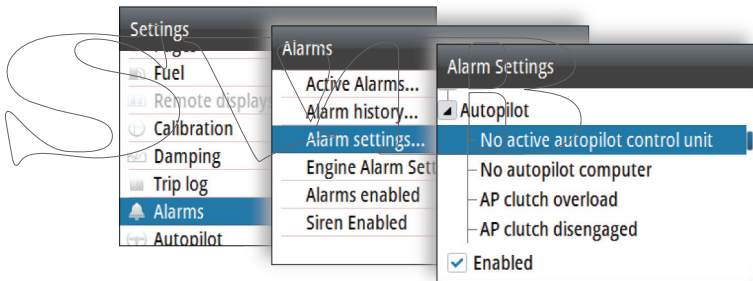 Settings
Fuel
Remote display
Calibration
Damping
Trip log
Alarms
Autopilot
Alarms
Active Alarms...
Alarm history...
Alarm settings...
Engine Alarm Sett
Alarms enabled
Siren Enabled
Alarm Settings
Autopilot
No active autopilot control unit
No autopilot computer
AP clutch overload
AP clutch disengaged
Enabled